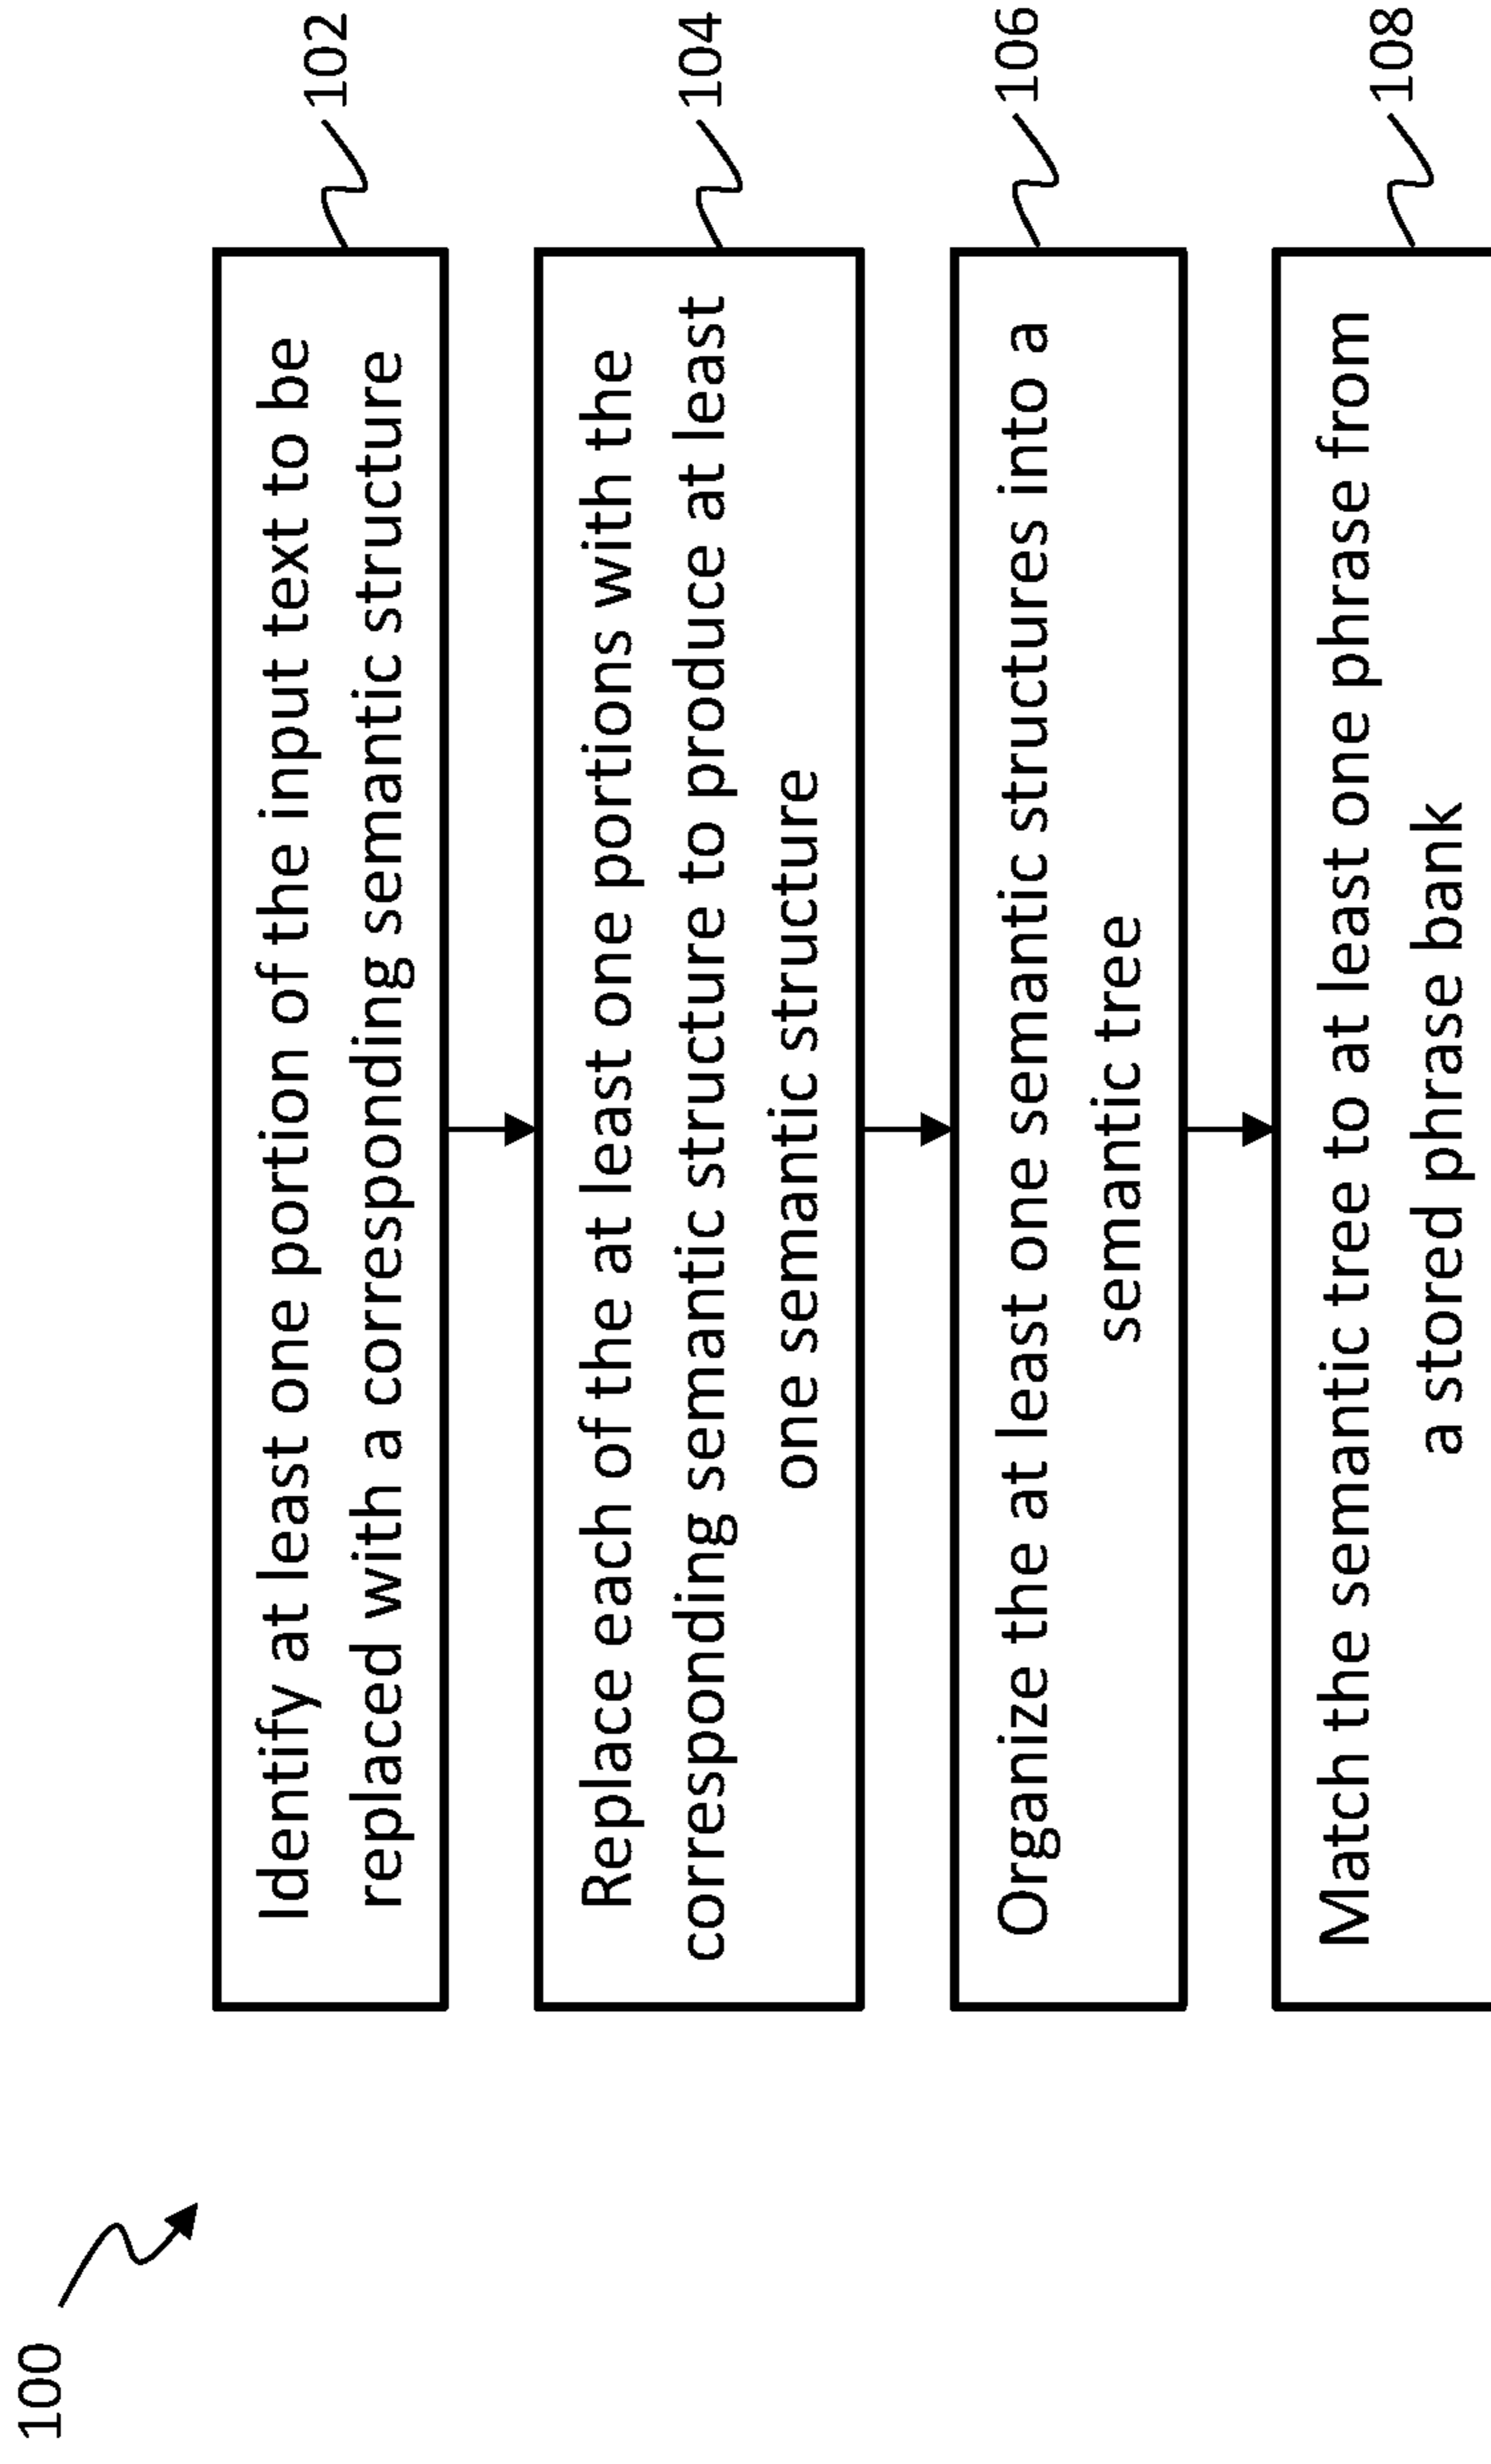 100
Identify at least one portion of the input text to be
replaced with a corresponding semantic structure
102
Replace each of the at least one portions with the
corresponding semantic structure to produce at least
one semantic structure
104
Organize the at least one semantic structures into a
semantic tree
106
Match the semantic tree to at least one phrase from
a stored phrase bank
108